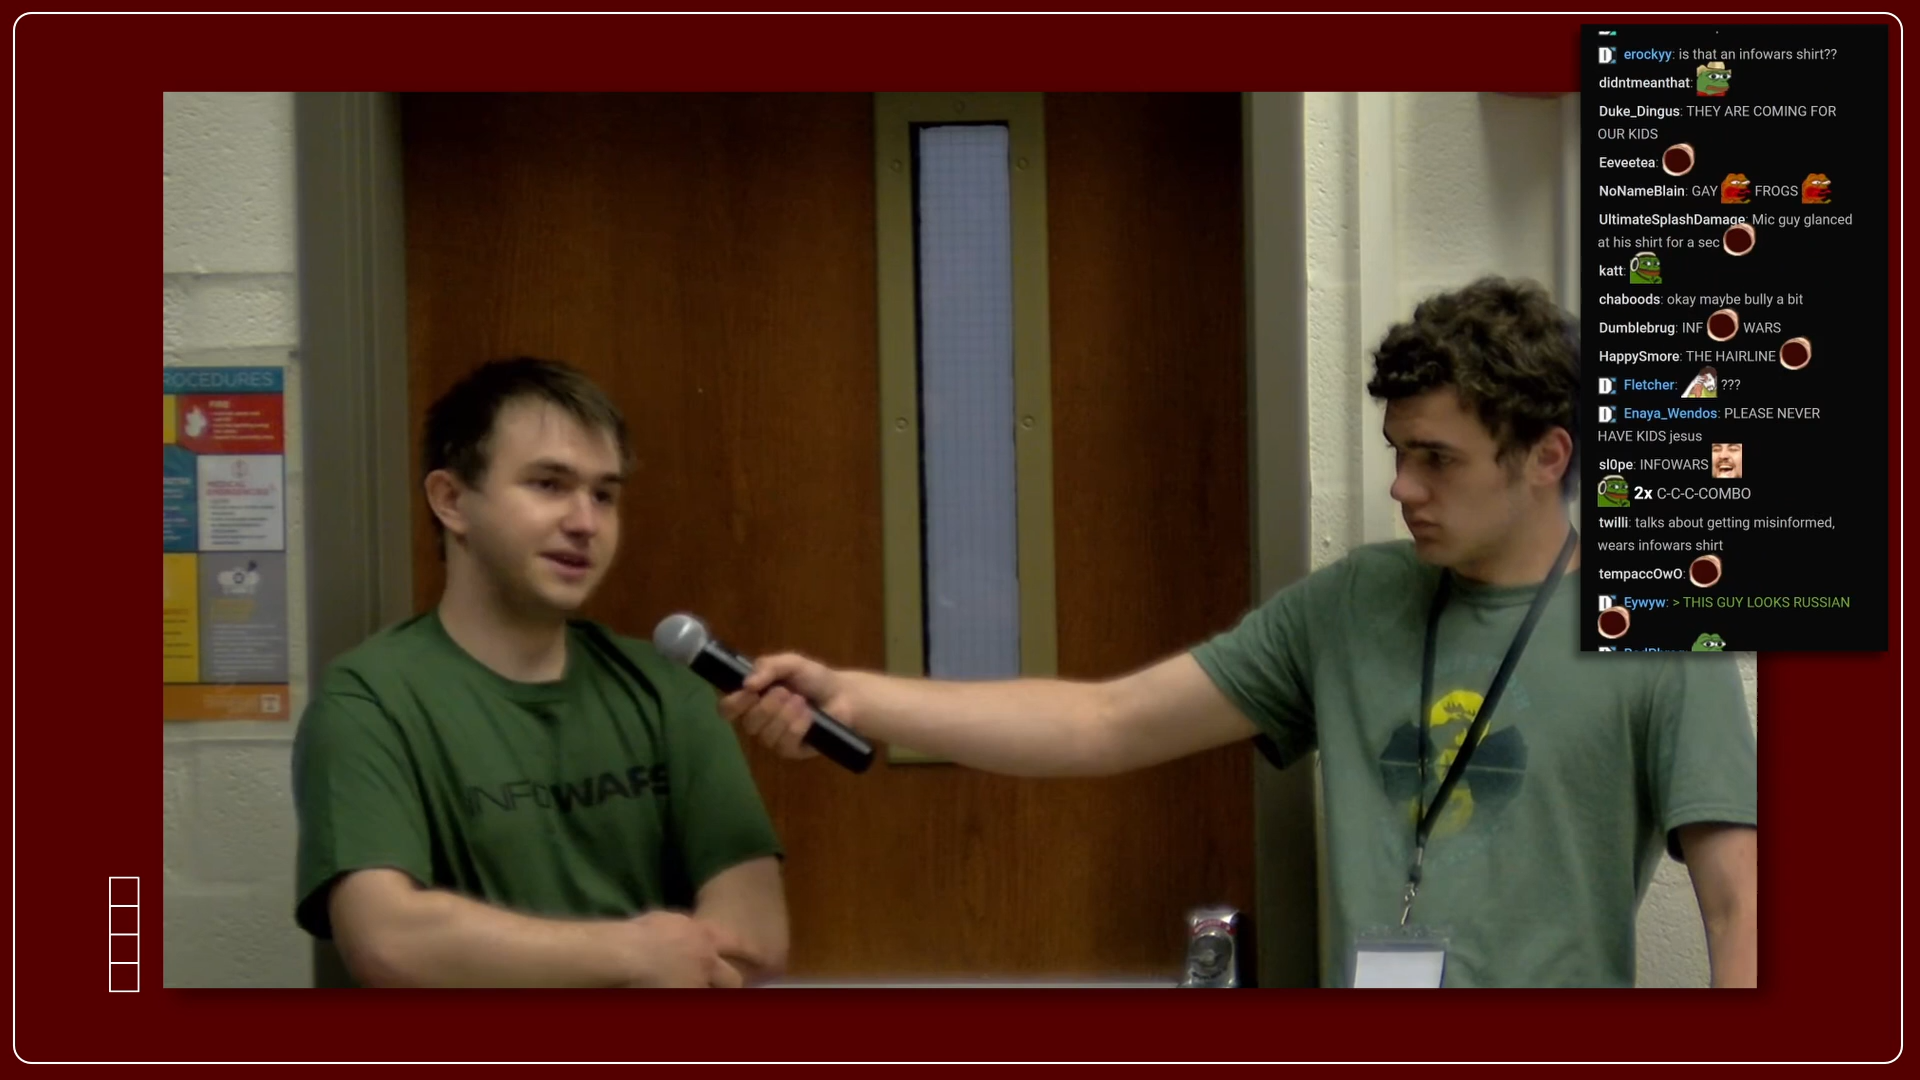 erockyy: is that an infowars shirt??
didntmeanthat:
Duke_Dingus: THEY ARE COMING FOR
OUR KIDS
Eeveetea:
NoNameBlain: GAY FROGS
UltimateSplashDamage: Mic guy glanced
at his shirt for a sec
katt:
chaboods: okay maybe bully a bit
Dumblebrug: INF WARS
HappySmore: THE HAIRLINE
Fletcher: ???
Enaya_Wendos: PLEASE NEVER
HAVE KIDS jesus
sl0pe: INFOWARS
2x C-C-C-COMBO
twilli: talks about getting misinformed,
wears infowars shirt
tempaccOwO:
Eywyw: > THIS GUY LOOKS RUSSIAN
ROCEDURES
FIRE
MEDICAL
EMERGENCIES
INFOWARS